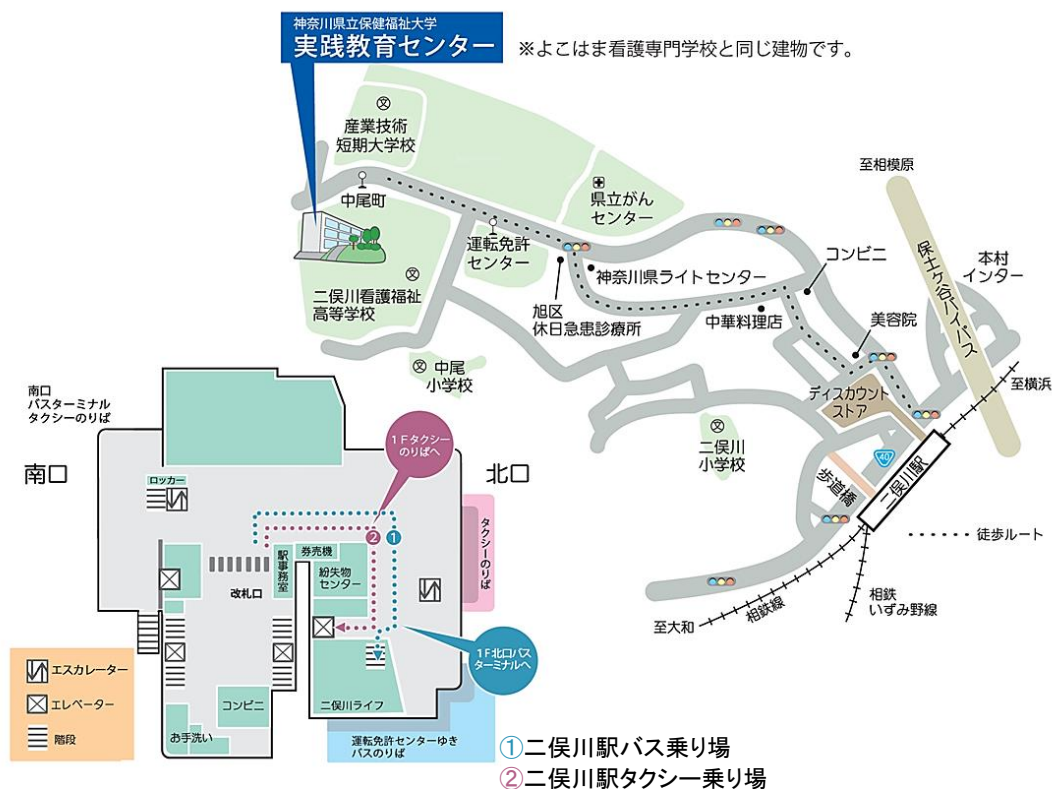 神奈川県立保健福祉大学
実践教育センター
※よこはま看護専門学校と同じ建物です。
文
産業技術
短期大学校
中尾町
県立がん
センター
至相模原
保土ヶ谷バイパス
本村
インター
運転免許
センター
神奈川県ライトセンター
コンビニ
旭区
休日急患診療所
中華料理店
美容院
文
二俣川看護福祉
高等学校
文
中尾
小学校
ディスカウント
ストア
至横浜
文
二俣川
小学校
40
二俣川駅
歩道橋
徒歩ルート
相鉄
いずみ野線
相鉄線
至大和
南口
バスターミナル
タクシーのりば
1Fタクシー
のりばへ
南口
北口
ロッカー
2
1
タクシーのりば
券売機
駅事務室
紛失物
センター
改札口
1F北口バス
ターミナルへ
エスカレーター
エレベーター
階段
コンビニ
お手洗い
二俣川ライフ
運転免許センターゆき
バスのりば
①二俣川駅バス乗り場
②二俣川駅タクシー乗り場